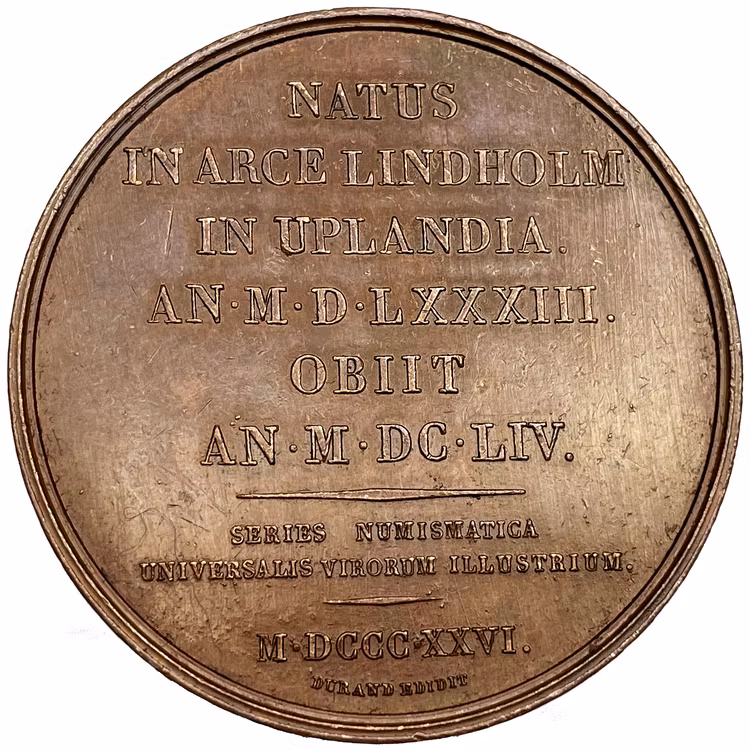 NATUS
IN ARCE LINDHOLM
IN UPLANDIA.
AN·M·D·LXXXIII.
OBIIT
AN·M·DC·LIV.
SERIES NUMISMATICA
UNIVERSALIS VIRORUM ILLUSTRIUM.
M·DCCC·XXVI.
DURAND EDIDIT